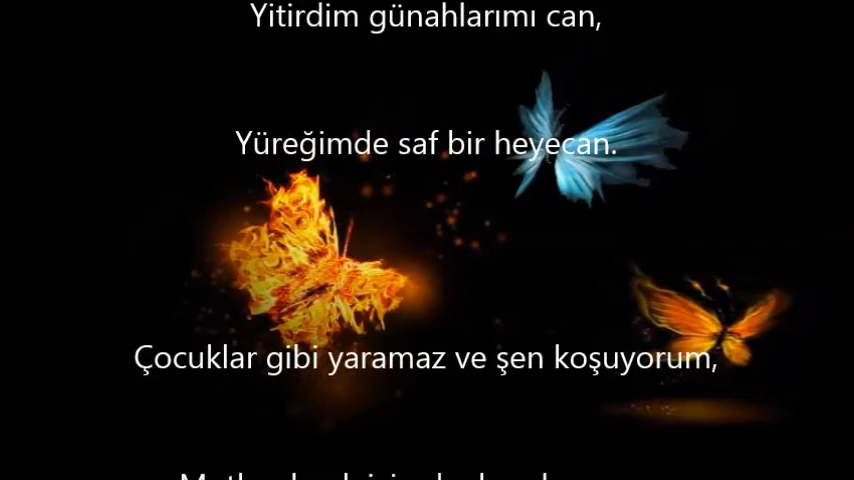 Yitirdim günahlarımı can,
Yüreğimde saf bir heyecan.
Çocuklar gibi yaramaz ve şen koşuyorum,